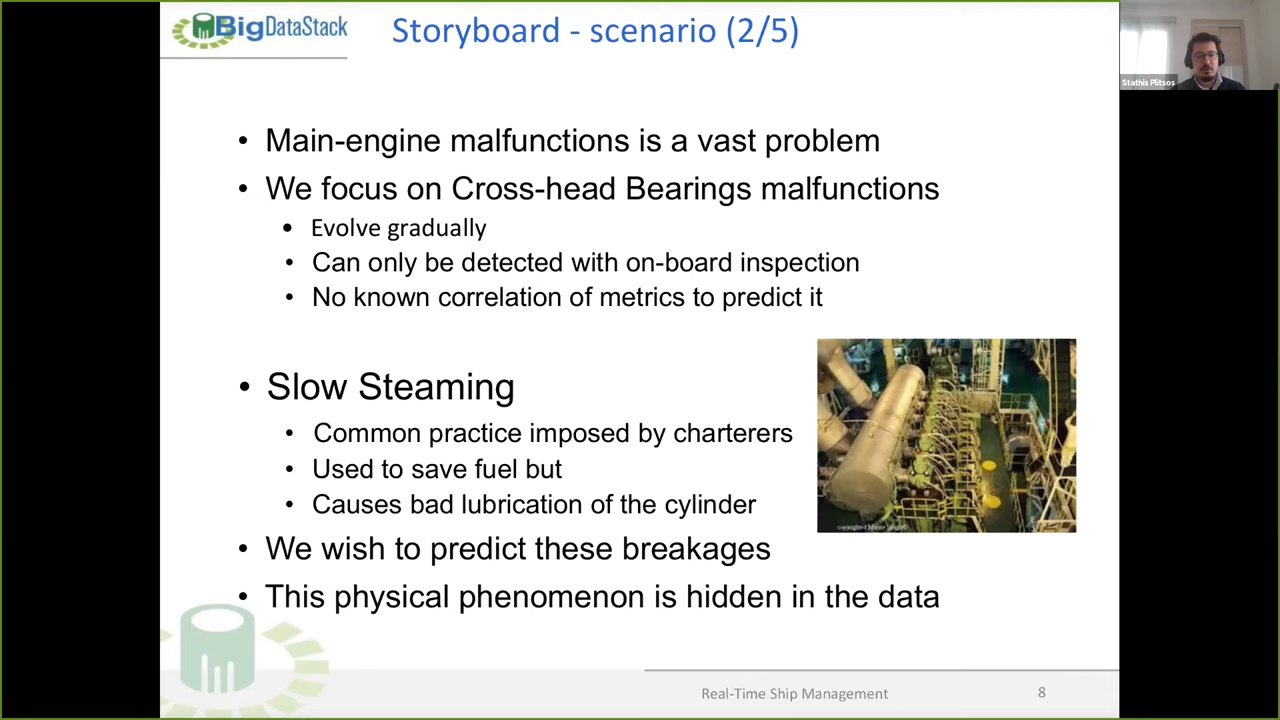 BigDataStack
Storyboard - scenario (2/5)
Stathis Plitsos
• Main-engine malfunctions is a vast problem
• We focus on Cross-head Bearings malfunctions
• Evolve gradually
• Can only be detected with on-board inspection
• No known correlation of metrics to predict it
• Slow Steaming
• Common practice imposed by charterers
• Used to save fuel but
• Causes bad lubrication of the cylinder
• We wish to predict these breakages
• This physical phenomenon is hidden in the data
Real-Time Ship Management
8